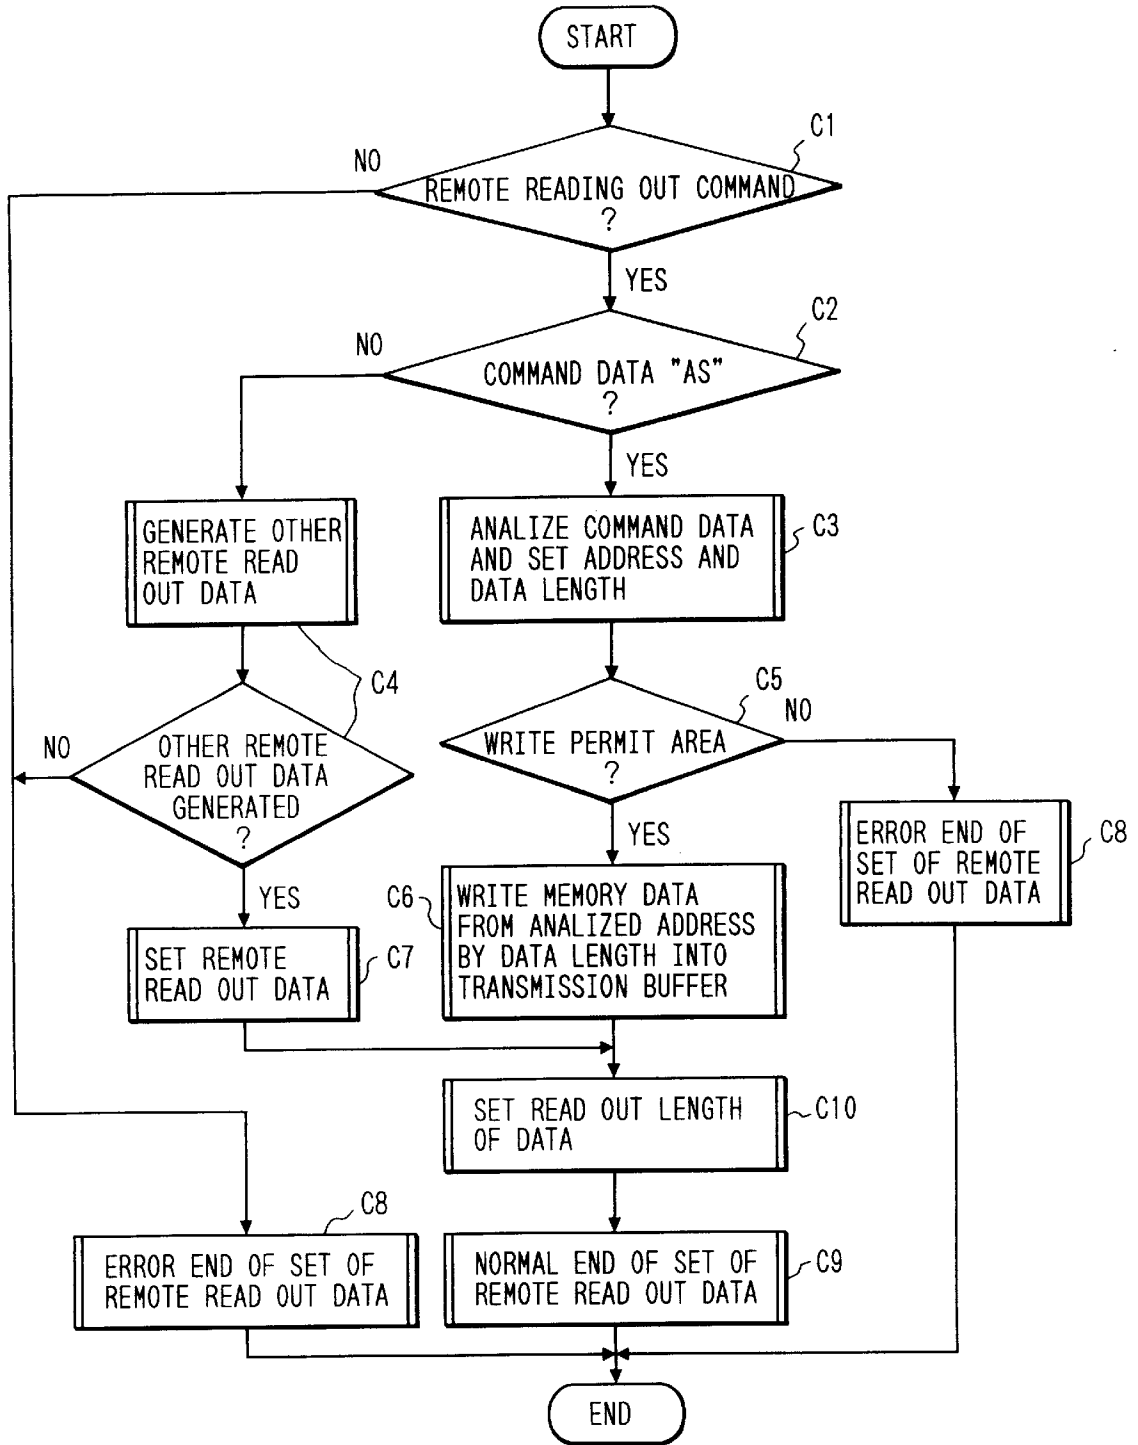 START
C1
NO
REMOTE READING OUT COMMAND
?
YES
C2
NO
COMMAND DATA "AS"
?
YES
GENERATE OTHER
REMOTE READ
OUT DATA
ANALIZE COMMAND DATA
AND SET ADDRESS AND
DATA LENGTH
C3
C4
C5
NO
OTHER REMOTE
READ OUT DATA
GENERATED
?
NO
WRITE PERMIT AREA
?
YES
YES
ERROR END OF
SET OF REMOTE
READ OUT DATA
C8
C6
WRITE MEMORY DATA
FROM ANALIZED ADDRESS
BY DATA LENGTH INTO
TRANSMISSION BUFFER
SET REMOTE
READ OUT DATA
C7
SET READ OUT LENGTH
OF DATA
C10
C8
ERROR END OF SET OF
REMOTE READ OUT DATA
NORMAL END OF SET OF
REMOTE READ OUT DATA
C9
END